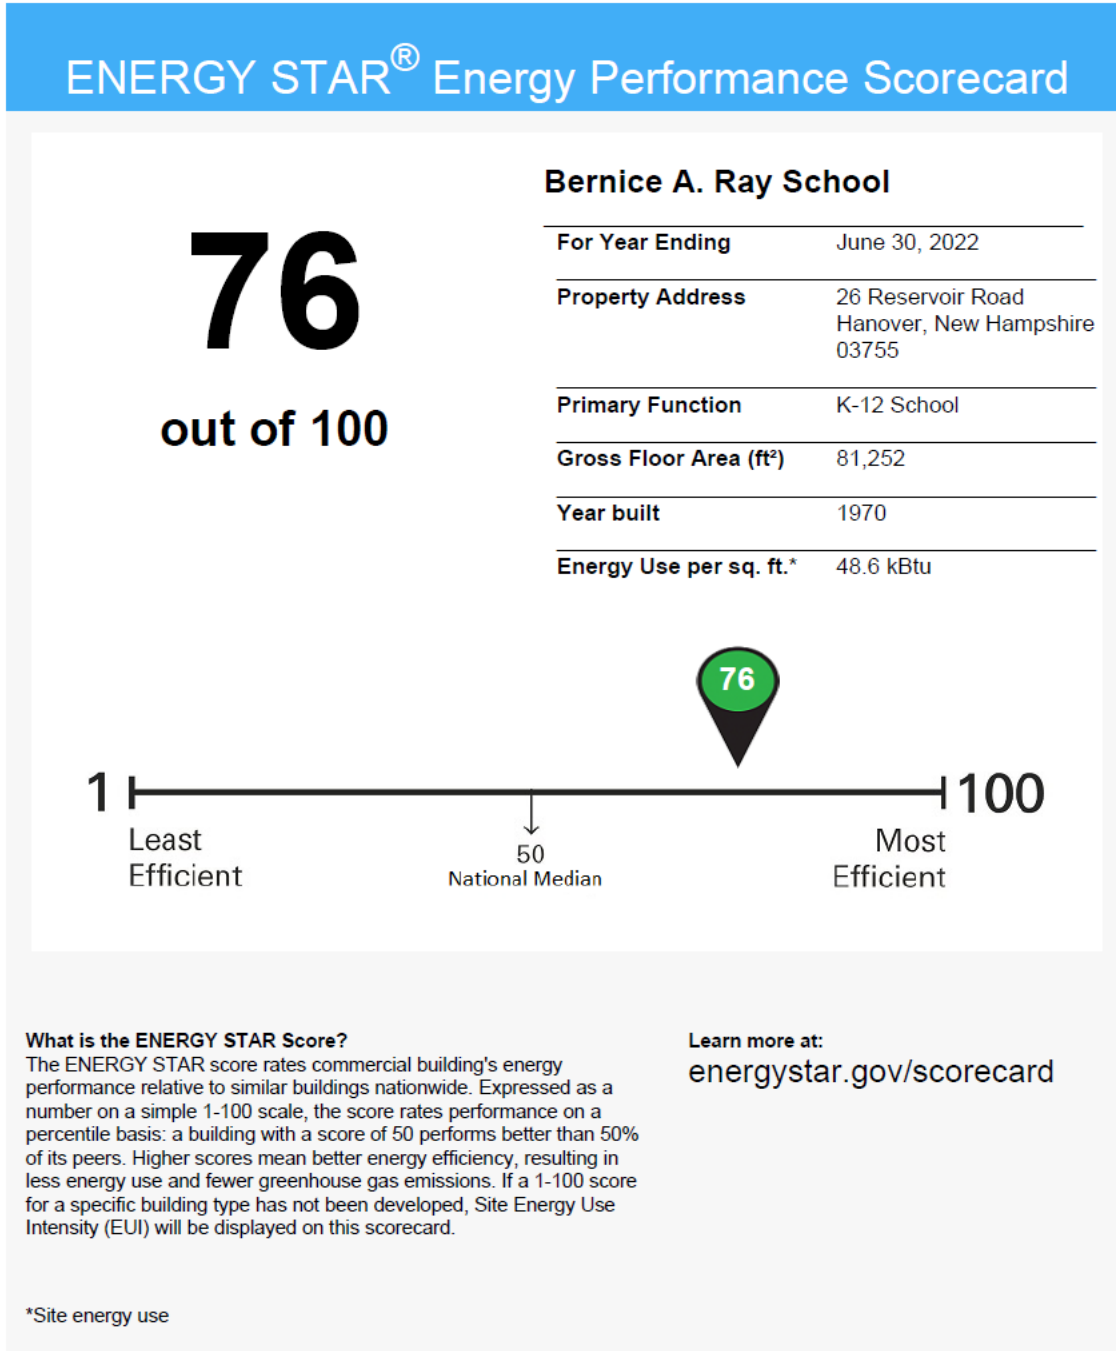 ENERGY STAR® Energy Performance Scorecard
76
out of 100
Bernice A. Ray School
For Year Ending June 30, 2022
Property Address 26 Reservoir Road
Hanover, New Hampshire
03755
Primary Function K-12 School
Gross Floor Area (ft²) 81,252
Year built 1970
Energy Use per sq. ft.* 48.6 kBtu
76
1 100
Least
Efficient
50
National Median
Most
Efficient
What is the ENERGY STAR Score?
The ENERGY STAR score rates commercial building's energy
performance relative to similar buildings nationwide. Expressed as a
number on a simple 1-100 scale, the score rates performance on a
percentile basis: a building with a score of 50 performs better than 50%
of its peers. Higher scores mean better energy efficiency, resulting in
less energy use and fewer greenhouse gas emissions. If a 1-100 score
for a specific building type has not been developed, Site Energy Use
Intensity (EUI) will be displayed on this scorecard.
Learn more at:
energystar.gov/scorecard
*Site energy use